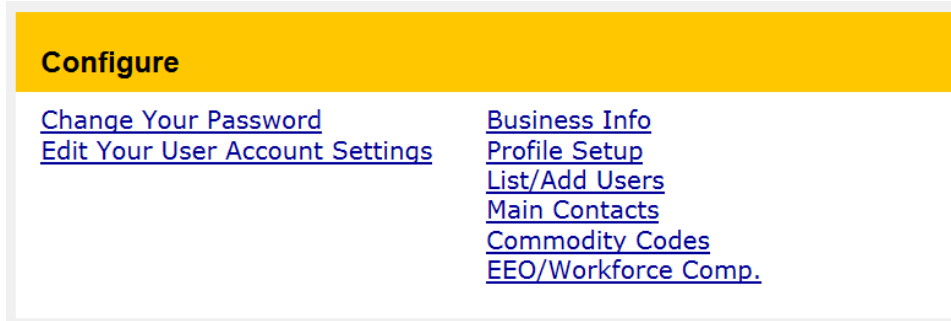 Configure
Change Your Password
Edit Your User Account Settings
Business Info
Profile Setup
List/Add Users
Main Contacts
Commodity Codes
EEO/Workforce Comp.